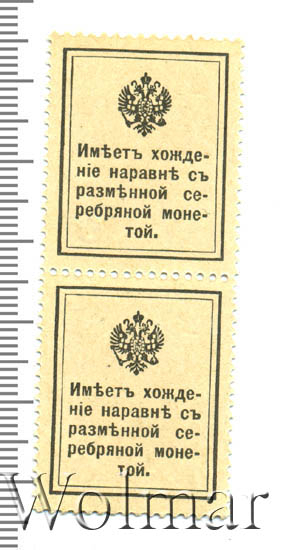 Имѣетъ хожде-
ніе наравнѣ съ
размѣнной се-
ребряной моне-
той.
Имѣетъ хожде-
ніе наравнѣ съ
размѣнной се-
ребряной моне-
той.
Wolmar